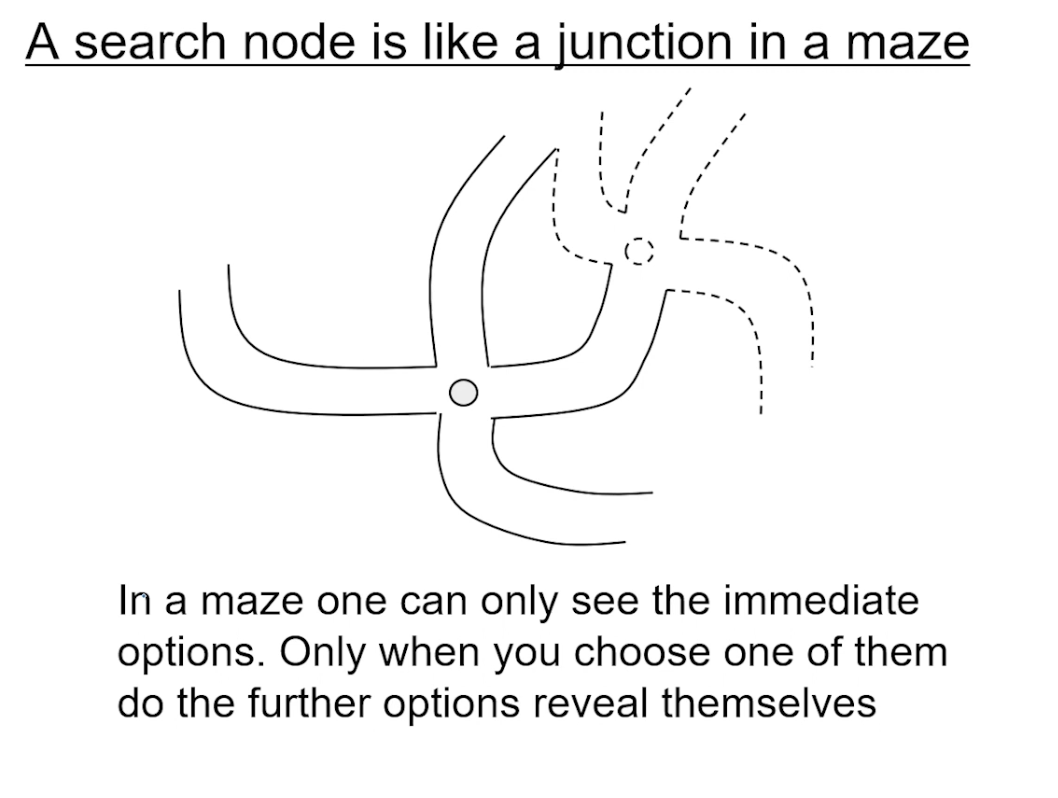 A search node is like a junction in a maze
In a maze one can only see the immediate
options. Only when you choose one of them
do the further options reveal themselves